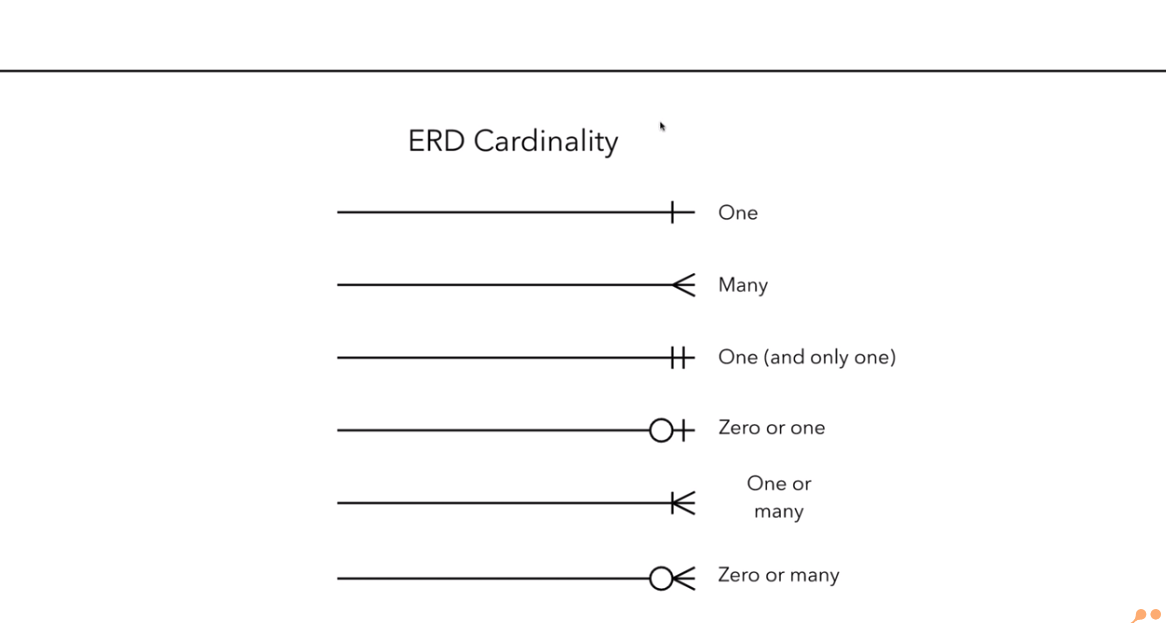 ERD Cardinality
One
Many
One (and only one)
Zero or one
One or
many
Zero or many